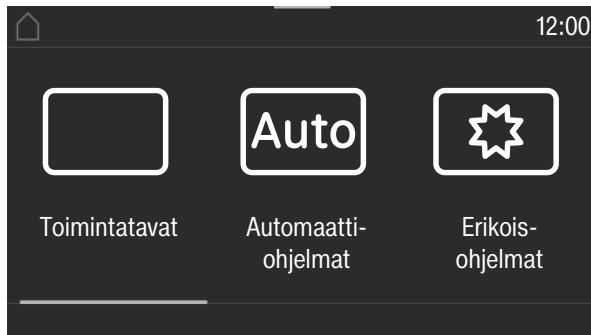 12:00
Auto
Toimintatavat
Automaatti-
ohjelmat
Erikois-
ohjelmat